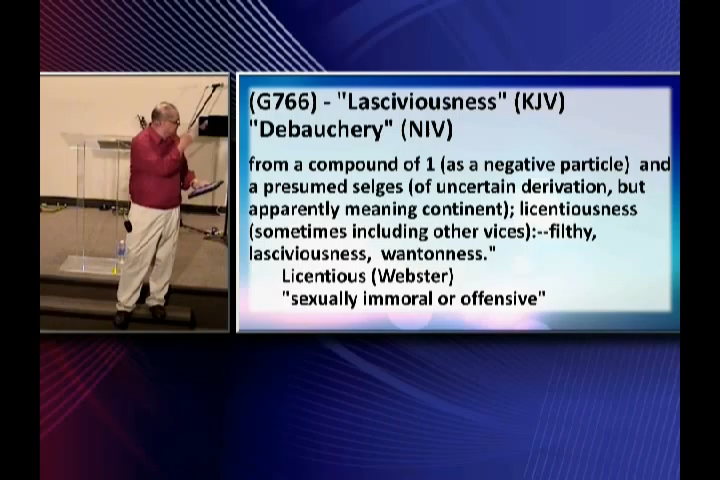 (G766) - "Lasciviousness" (KJV)
"Debauchery" (NIV)
from a compound of 1 (as a negative particle) and
a presumed selges (of uncertain derivation, but
apparently meaning continent); licentiousness
(sometimes including other vices):--filthy,
lasciviousness, wantonness."
Licentious (Webster)
"sexually immoral or offensive"